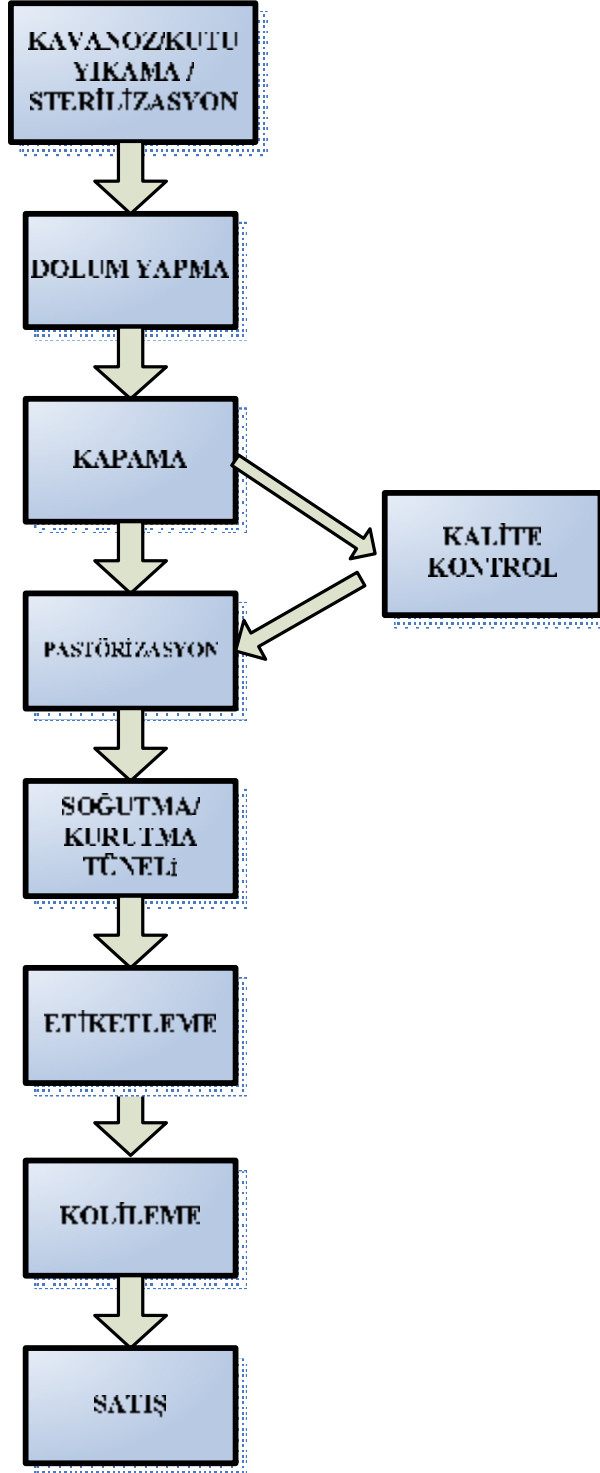 KAVANOZ/KUTU
YIKAMA /
STERİLİZASYON
DOLUM YAPMA
KAPAMA
KALİTE
KONTROL
PASTÖRİZASYON
SOĞUTMA/
KURUTMA
TÜNELİ
ETİKETLEME
KOLİLEME
SATIŞ